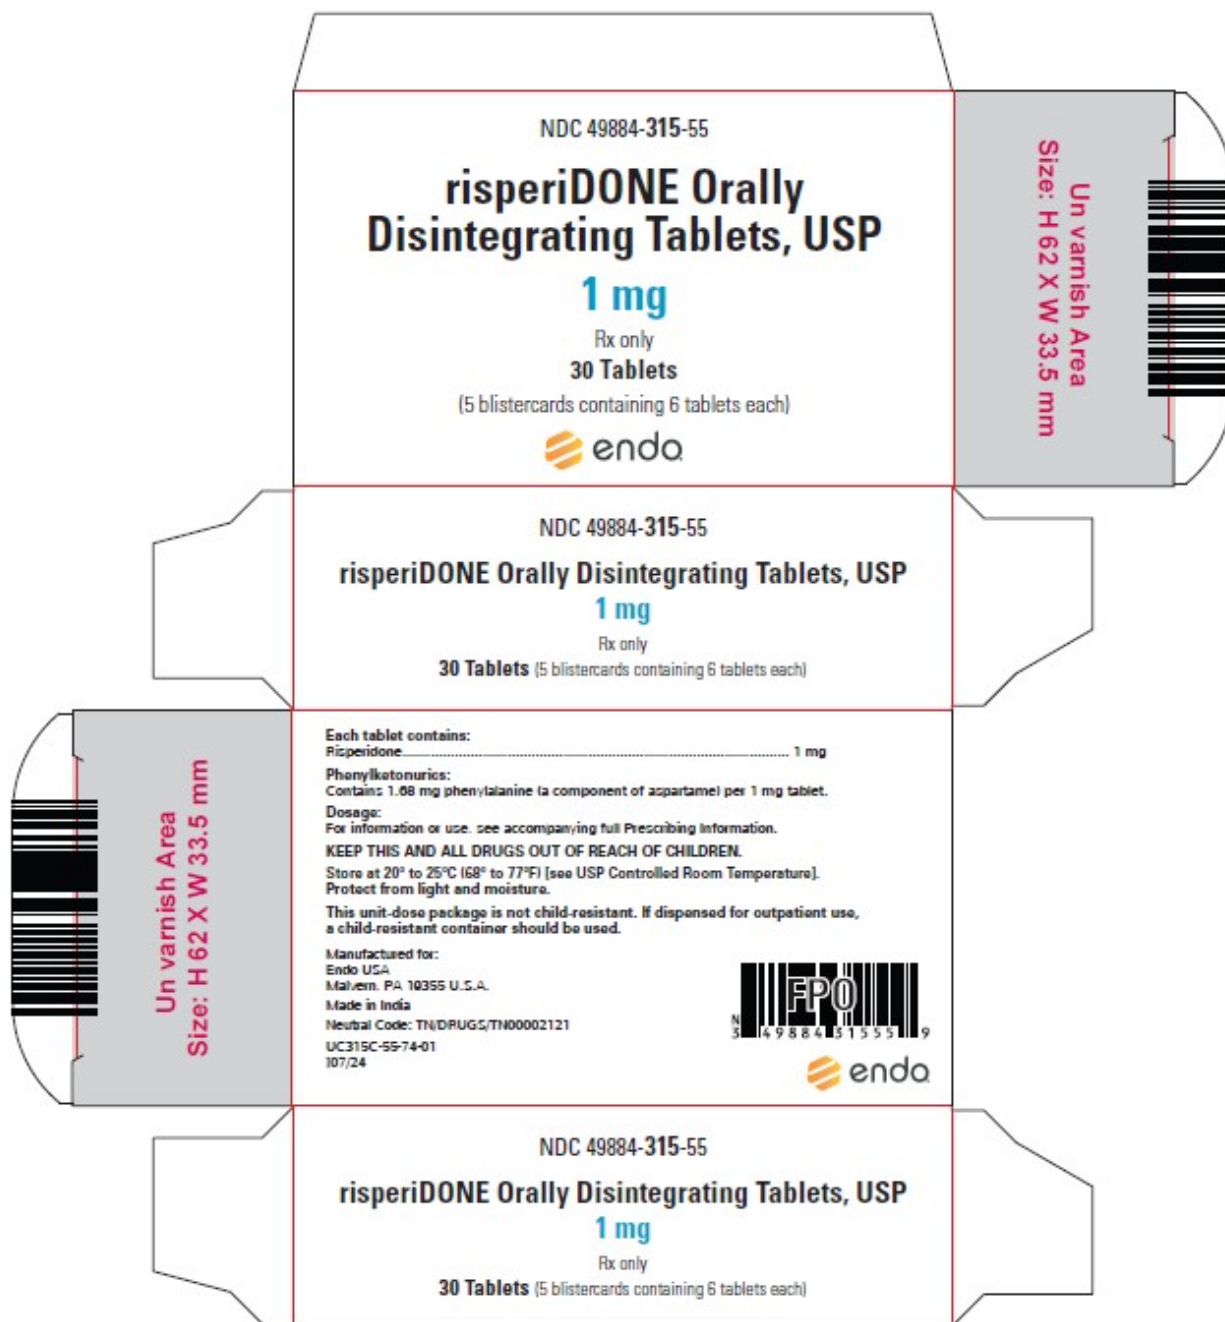 NDC 49884-315-55
risperiDONE Orally
Disintegrating Tablets, USP
1 mg
Rx only
30 Tablets
(5 blistercards containing 6 tablets each)
endo
Un varnish Area
Size: H 62 X W 33.5 mm
NDC 49884-315-55
risperiDONE Orally Disintegrating Tablets, USP
1 mg
Rx only
30 Tablets (5 blistercards containing 6 tablets each)
Un varnish Area
Size: H 62 X W 33.5 mm
Each tablet contains:
Risperidone........................................................................................ 1 mg
Phenylketonurics:
Contains 1.68 mg phenylalanine (a component of aspartame) per 1 mg tablet.
Dosage:
For information or use, see accompanying full Prescribing Information.
KEEP THIS AND ALL DRUGS OUT OF REACH OF CHILDREN.
Store at 20° to 25°C (68° to 77°F) [see USP Controlled Room Temperature].
Protect from light and moisture.
This unit-dose package is not child-resistant. If dispensed for outpatient use,
a child-resistant container should be used.
Manufactured for:
Endo USA
Malvern, PA 19355 U.S.A.
Made in India
Neutral Code: TN/DRUGS/TN00002121
UC315C-55-74-01
I07/24
FPO
N
3 49884 31555 9
endo
NDC 49884-315-55
risperiDONE Orally Disintegrating Tablets, USP
1 mg
Rx only
30 Tablets (5 blistercards containing 6 tablets each)